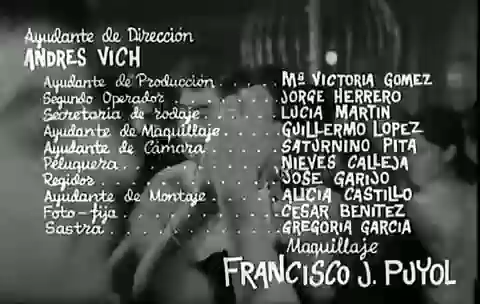 Ayudante de Dirección
ANDRES VICH
Ayudante de Producción . . . . . Mª VICTORIA GOMEZ
Segundo Operador . . . . . . . . JORGE HERRERO
Secretaria de rodaje . . . . . . . LUCIA MARTIN
Ayudante de Maquillaje . . . . . GUILLERMO LOPEZ
Ayudante de Cámara . . . . . . SATURNINO PITA
Peluquera . . . . . . . . . . . . NIEVES CALLEJA
Regidor . . . . . . . . . . . . . JOSE GARIJO
Ayudante de Montaje . . . . . . ALICIA CASTILLO
Foto-fija . . . . . . . . . . . . CESAR BENITEZ
Sastra . . . . . . . . . . . . . GREGORIA GARCIA
Maquillaje
FRANCISCO J. PUYOL